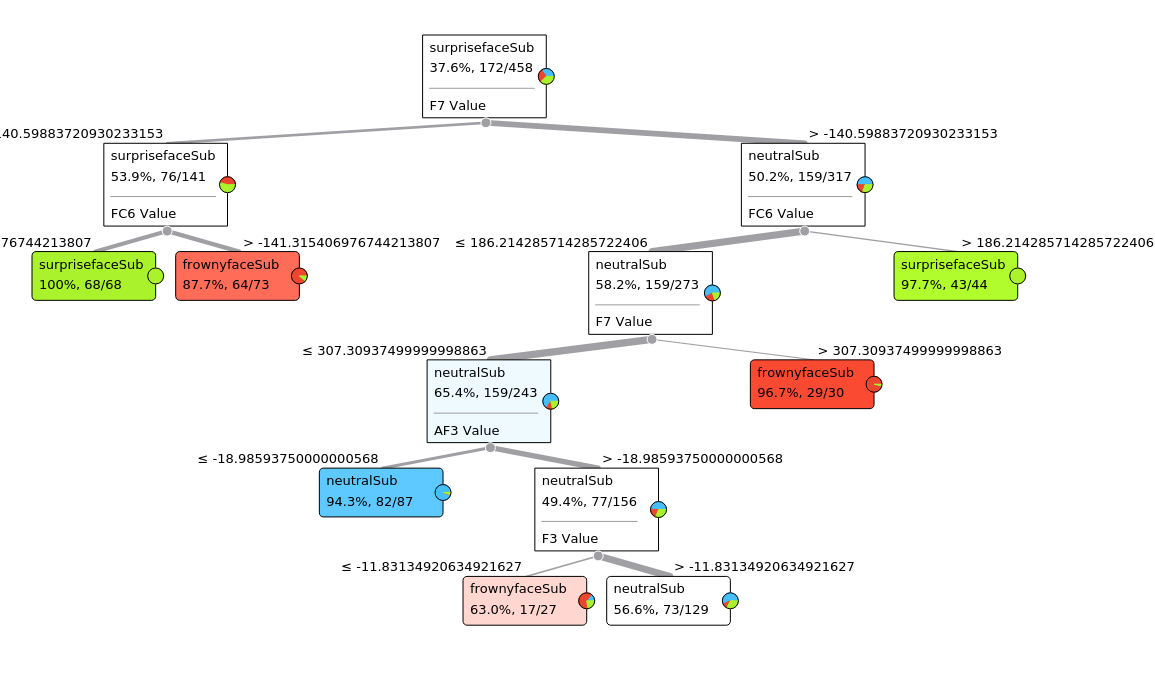 surprisefaceSub
37.6%, 172/458
F7 Value
40.59883720930233153
> -140.59883720930233153
surprisefaceSub
53.9%, 76/141
FC6 Value
neutralSub
50.2%, 159/317
FC6 Value
76744213807
> -141.315406976744213807
≤ 186.214285714285722406
> 186.214285714285722406
surprisefaceSub
100%, 68/68
frownyfaceSub
87.7%, 64/73
neutralSub
58.2%, 159/273
F7 Value
surprisefaceSub
97.7%, 43/44
≤ 307.30937499999998863
> 307.30937499999998863
neutralSub
65.4%, 159/243
AF3 Value
frownyfaceSub
96.7%, 29/30
≤ -18.98593750000000568
> -18.98593750000000568
neutralSub
94.3%, 82/87
neutralSub
49.4%, 77/156
F3 Value
≤ -11.83134920634921627
> -11.83134920634921627
frownyfaceSub
63.0%, 17/27
neutralSub
56.6%, 73/129